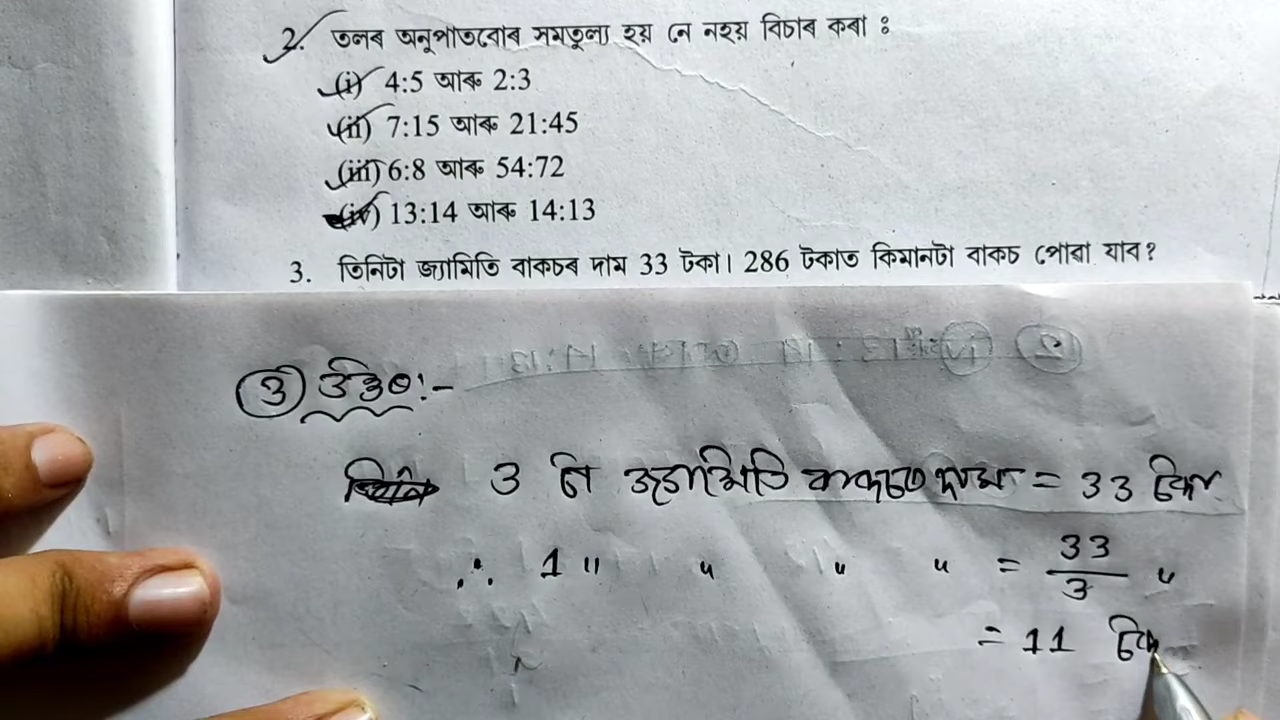 2. তলৰ অনুপাতবোৰ সমতুল্য হয় নে নহয় বিচাৰ কৰা :
(i) 4:5 আৰু 2:3
(ii) 7:15 আৰু 21:45
(iii) 6:8 আৰু 54:72
(iv) 13:14 আৰু 14:13
3. তিনিটা জ্যামিতি বাকচৰ দাম 33 টকা। 286 টকাত কিমানটা বাকচ পোৱা যাব?
3 উত্তৰ:-
3 টা জ্যামিতি বাকচৰ দাম = 33 টকা
∴ 1 " " " " = 33/3 "
= 11 টকা